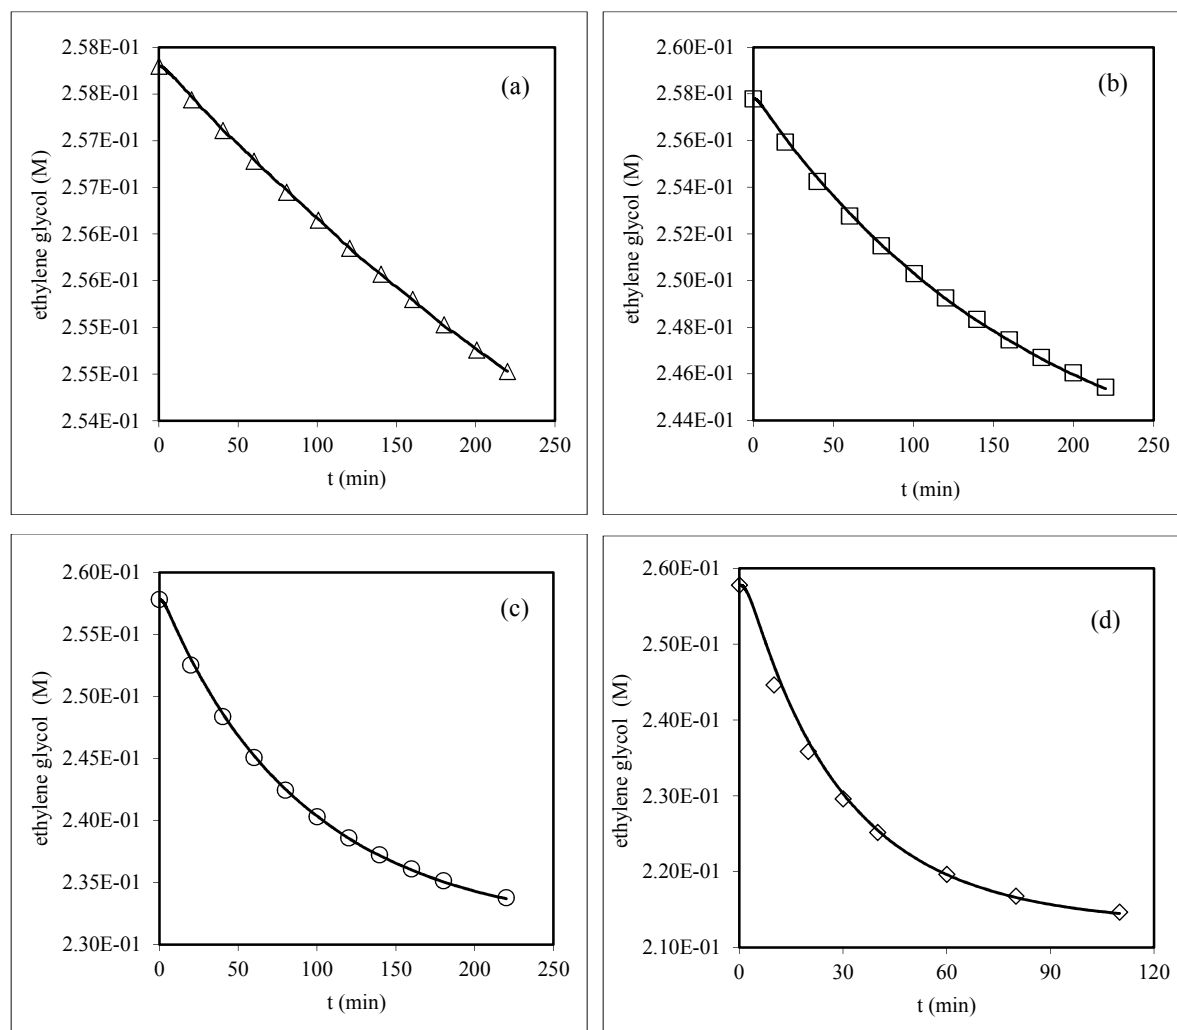 (a)
ethylene glycol (M)
2.58E-01
2.58E-01
2.57E-01
2.57E-01
2.56E-01
2.56E-01
2.55E-01
2.55E-01
2.54E-01
0 50 100 150 200 250
t (min)
(b)
ethylene glycol (M)
2.60E-01
2.58E-01
2.56E-01
2.54E-01
2.52E-01
2.50E-01
2.48E-01
2.46E-01
2.44E-01
0 50 100 150 200 250
t (min)
(c)
ethylene glycol (M)
2.60E-01
2.55E-01
2.50E-01
2.45E-01
2.40E-01
2.35E-01
2.30E-01
0 50 100 150 200 250
t (min)
(d)
ethylene glycol (M)
2.60E-01
2.50E-01
2.40E-01
2.30E-01
2.20E-01
2.10E-01
0 30 60 90 120
t (min)